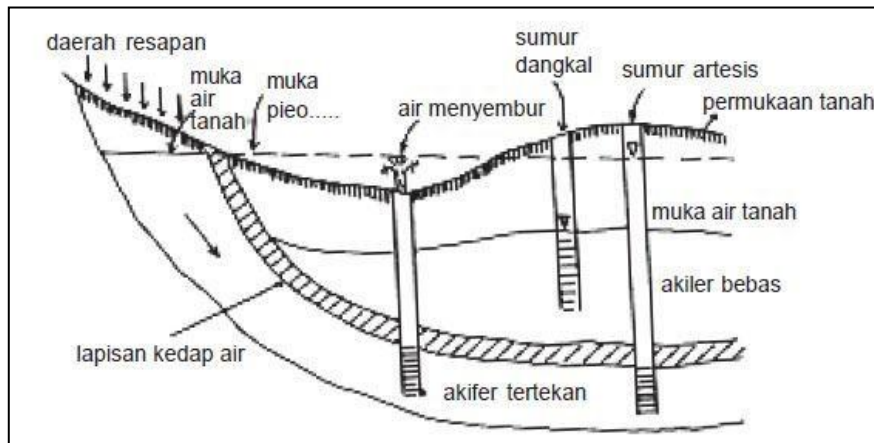 daerah resapan
muka
air
tanah
muka
pieo.....
air menyembur
sumur
dangkal
sumur artesis
permukaan tanah
muka air tanah
akiler bebas
lapisan kedap air
akifer tertekan